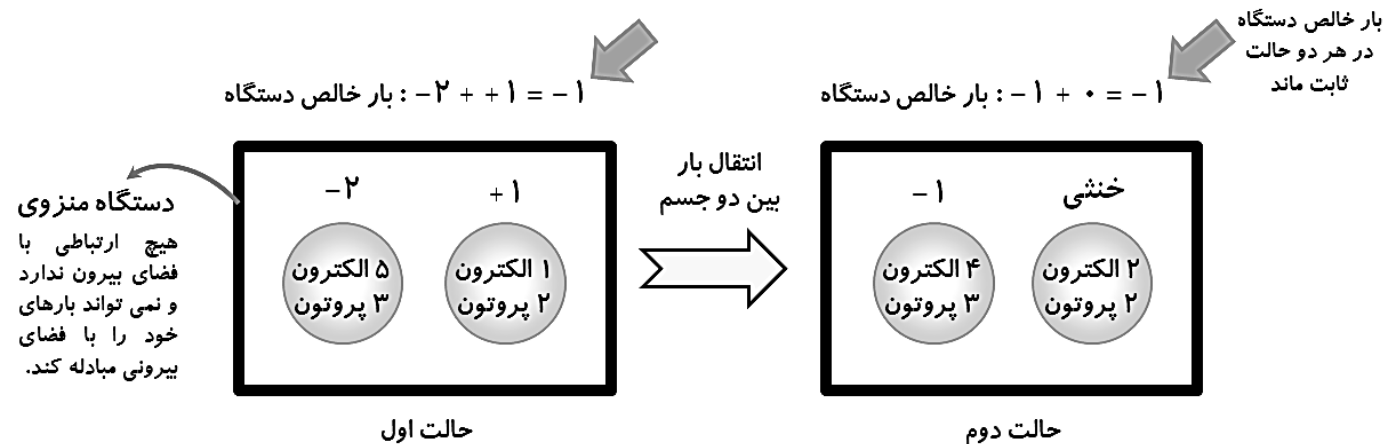 بار خالص دستگاه
در هر دو حالت
ثابت ماند
بار خالص دستگاه : -۲ + +۱ = -۱
بار خالص دستگاه : -۱ + ۰ = -۱
دستگاه منزوی
هیچ ارتباطی با
فضای بیرون ندارد
و نمی تواند بارهای
خود را با فضای
بیرونی مبادله کند.
-۲
+۱
۵ الکترون
۳ پروتون
۱ الکترون
۲ پروتون
حالت اول
انتقال بار
بین دو جسم
-۱
خنثی
۴ الکترون
۳ پروتون
۲ الکترون
۲ پروتون
حالت دوم